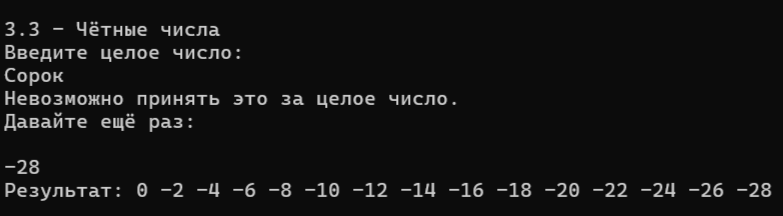 3.3 - Чётные числа
Введите целое число:
Сорок
Невозможно принять это за целое число.
Давайте ещё раз:
-28
Результат: 0 -2 -4 -6 -8 -10 -12 -14 -16 -18 -20 -22 -24 -26 -28